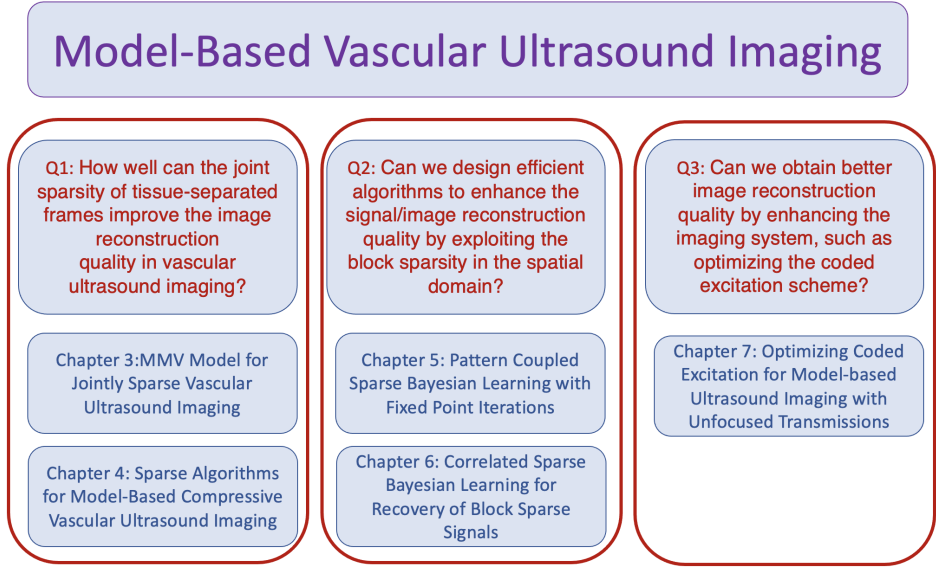 Model-Based Vascular Ultrasound Imaging
Q1: How well can the joint
sparsity of tissue-separated
frames improve the image
reconstruction
quality in vascular
ultrasound imaging?
Chapter 3:MMV Model for
Jointly Sparse Vascular
Ultrasound Imaging
Chapter 4: Sparse Algorithms
for Model-Based Compressive
Vascular Ultrasound Imaging
Q2: Can we design efficient
algorithms to enhance the
signal/image reconstruction
quality by exploiting the
block sparsity in the spatial
domain?
Chapter 5: Pattern Coupled
Sparse Bayesian Learning with
Fixed Point Iterations
Chapter 6: Correlated Sparse
Bayesian Learning for
Recovery of Block Sparse
Signals
Q3: Can we obtain better
image reconstruction
quality by enhancing the
imaging system, such as
optimizing the coded
excitation scheme?
Chapter 7: Optimizing Coded
Excitation for Model-based
Ultrasound Imaging with
Unfocused Transmissions